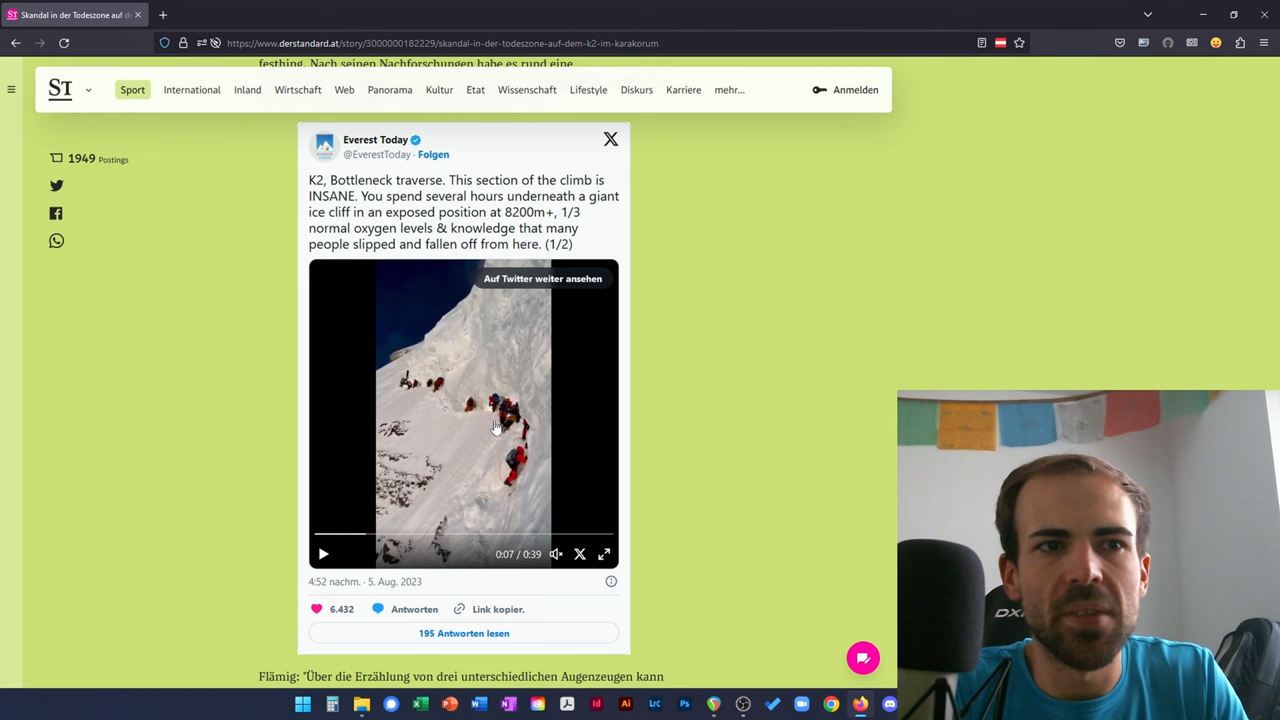 Skandal in der Todeszone auf de
https://www.derstandard.at/story/3000000182229/skandal-in-der-todeszone-auf-dem-k2-im-karakorum
festhing. Nach seinen Nachforschungen habe es rund eine
ST Sport International Inland Wirtschaft Web Panorama Kultur Etat Wissenschaft Lifestyle Diskurs Karriere mehr... Anmelden
1949 Postings
Everest Today
@EverestToday · Folgen
K2, Bottleneck traverse. This section of the climb is
INSANE. You spend several hours underneath a giant
ice cliff in an exposed position at 8200m+, 1/3
normal oxygen levels & knowledge that many
people slipped and fallen off from here. (1/2)
Auf Twitter weiter ansehen
0:07 / 0:39
4:52 nachm. · 5. Aug. 2023
6.432 Antworten Link kopier.
195 Antworten lesen
Flämig: "Über die Erzählung von drei unterschiedlichen Augenzeugen kann